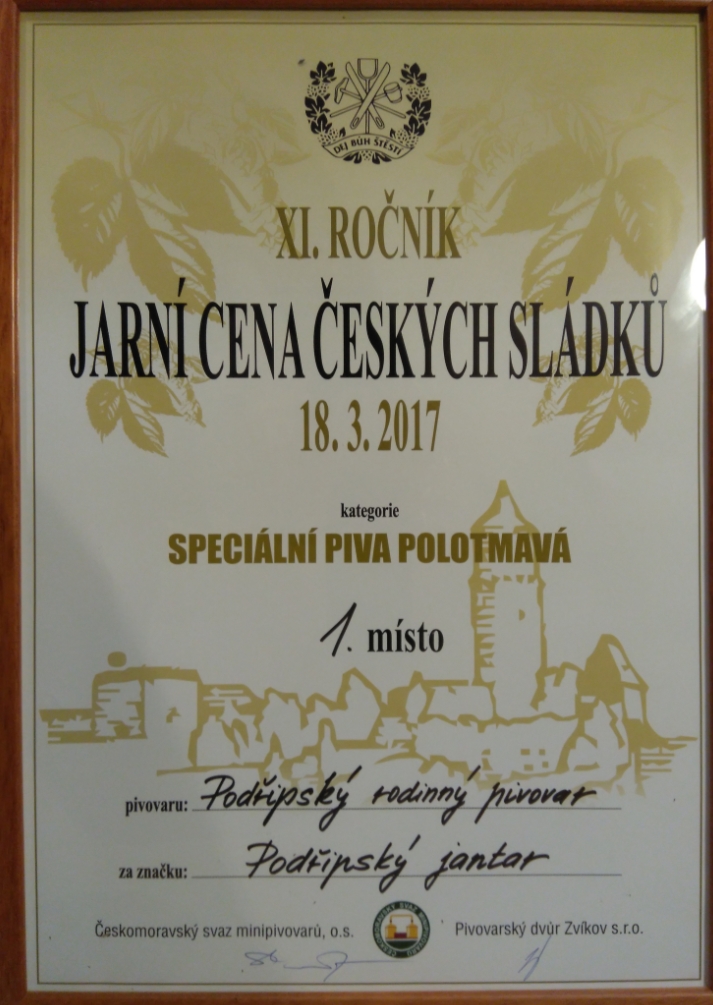 DEJ BŮH ŠTĚSTÍ
XI. ROČNÍK
JARNÍ CENA ČESKÝCH SLÁDKŮ
18. 3. 2017
kategorie
SPECIÁLNÍ PIVA POLOTMAVÁ
1. místo
pivovaru: Podřipský rodinný pivovar
za značku: Podřipský jantar
Českomoravský svaz minipivovarů, o.s.
Pivovarský dvůr Zvíkov s.r.o.